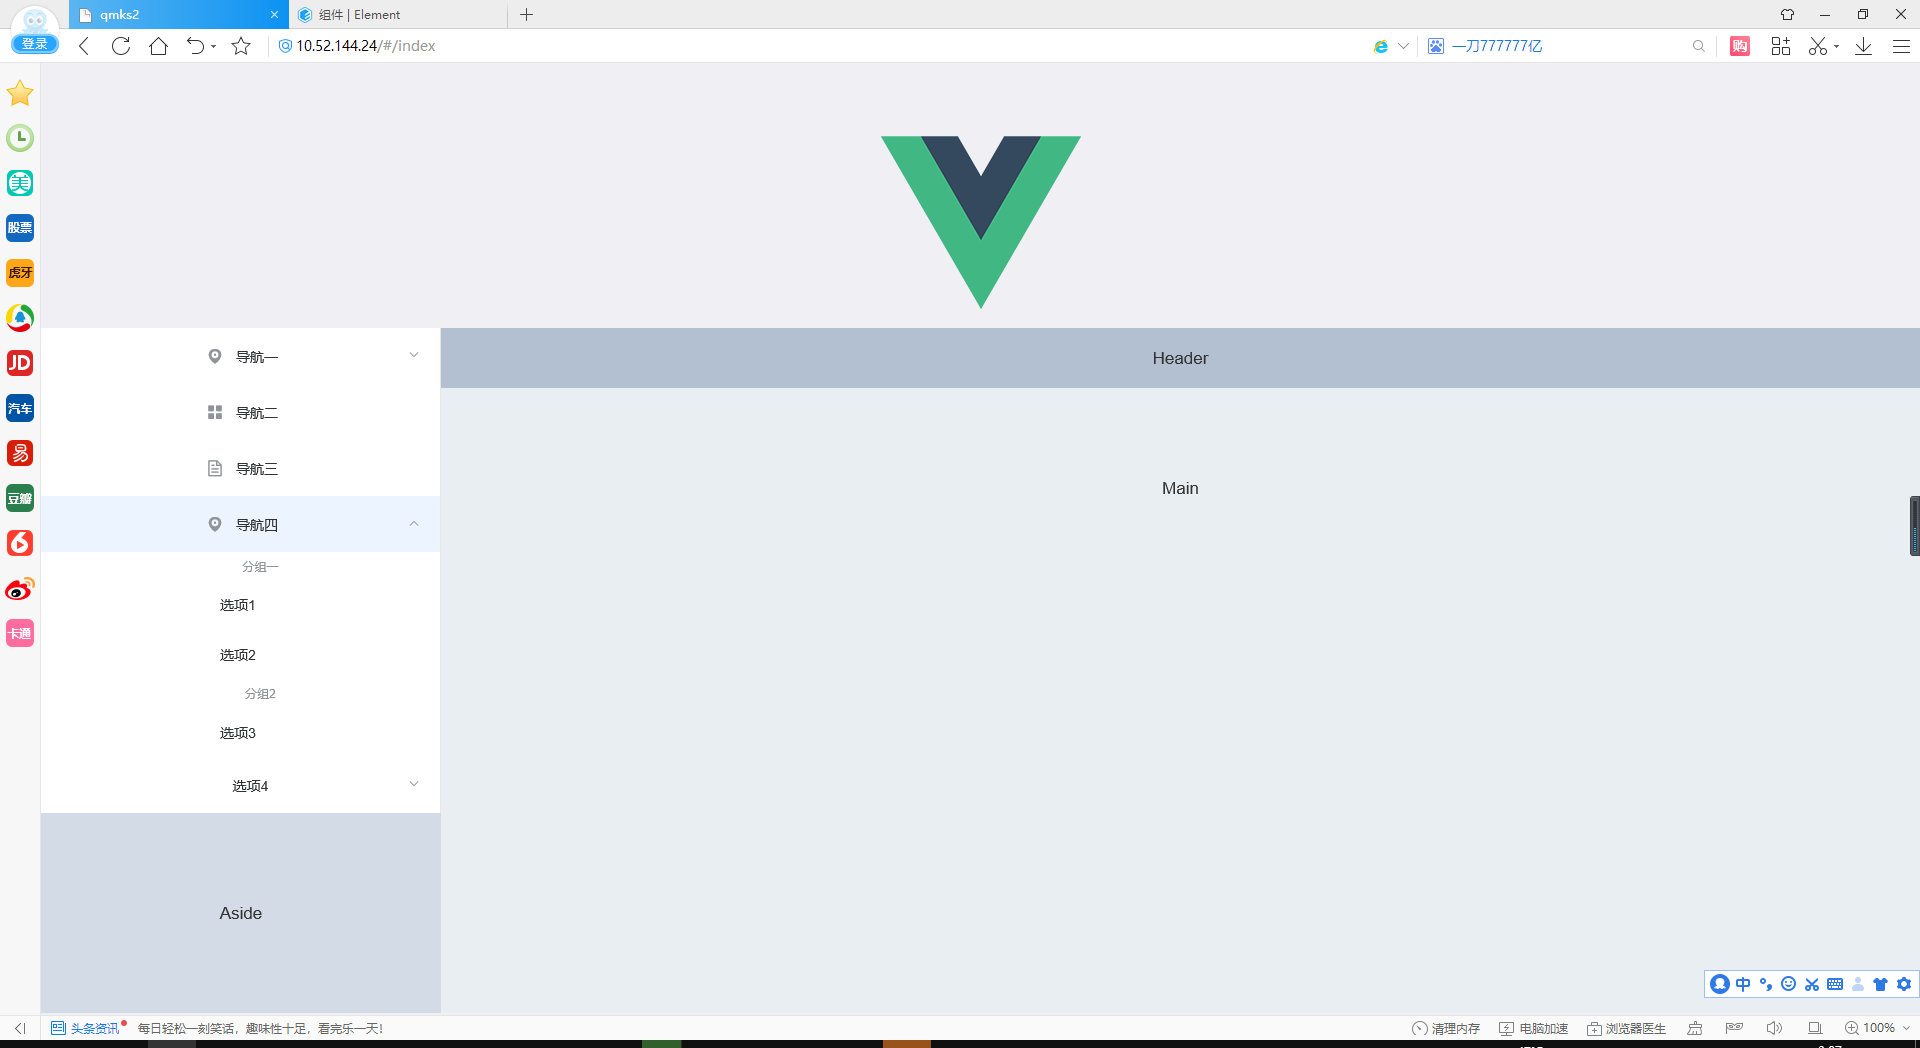 qmks2
组件 | Element
登录
10.52.144.24/#/index
一刀777777亿
购
美
股票
虎牙
JD
汽车
易
豆瓣
6
卡通
导航一
导航二
导航三
导航四
分组一
选项1
选项2
分组2
选项3
选项4
Aside
Header
Main
中
头条资讯
每日轻松一刻笑话，趣味性十足，看完乐一天！
清理内存
电脑加速
浏览器医生
100%